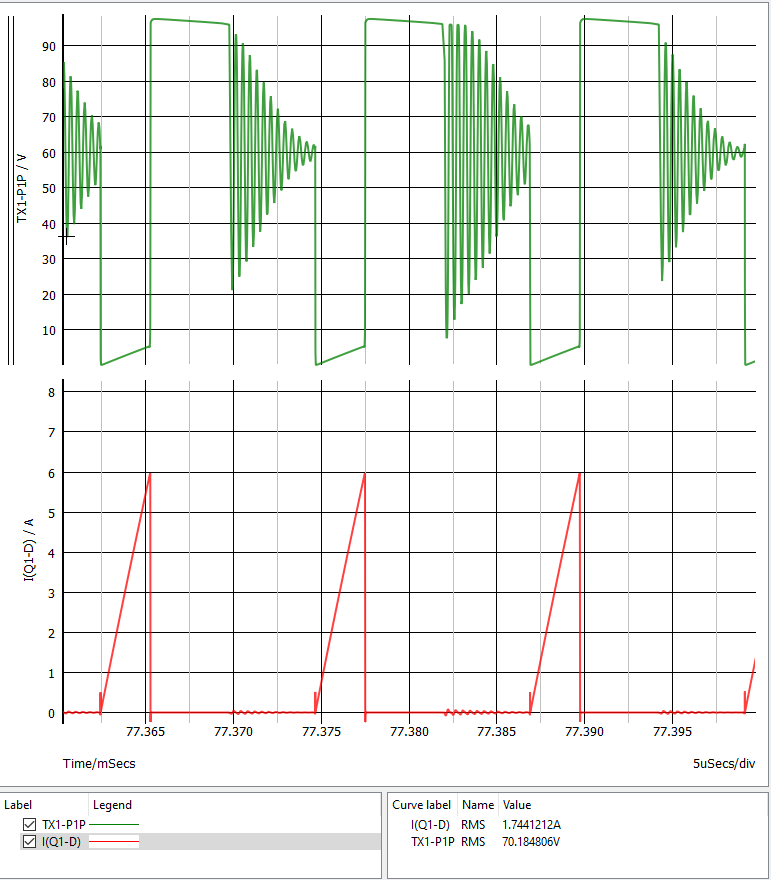 90
80
70
60
50
40
30
20
10
TX1-P1P / V
8
7
6
5
4
3
2
1
0
I(Q1-D) / A
77.365 77.370 77.375 77.380 77.385 77.390 77.395
Time/mSecs 5uSecs/div
Label Legend
TX1-P1P
I(Q1-D)
Curve label Name Value
I(Q1-D) RMS 1.7441212A
TX1-P1P RMS 70.184806V